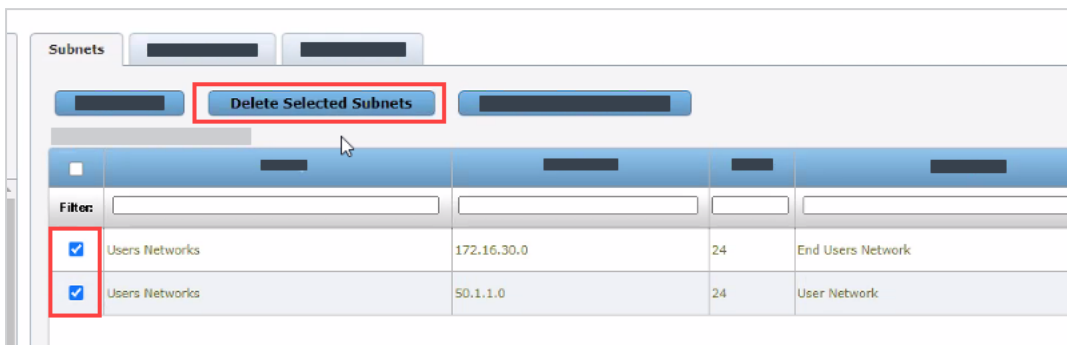 Subnets
Delete Selected Subnets
Filter:
Users Networks 172.16.30.0 24 End Users Network
Users Networks 50.1.1.0 24 User Network